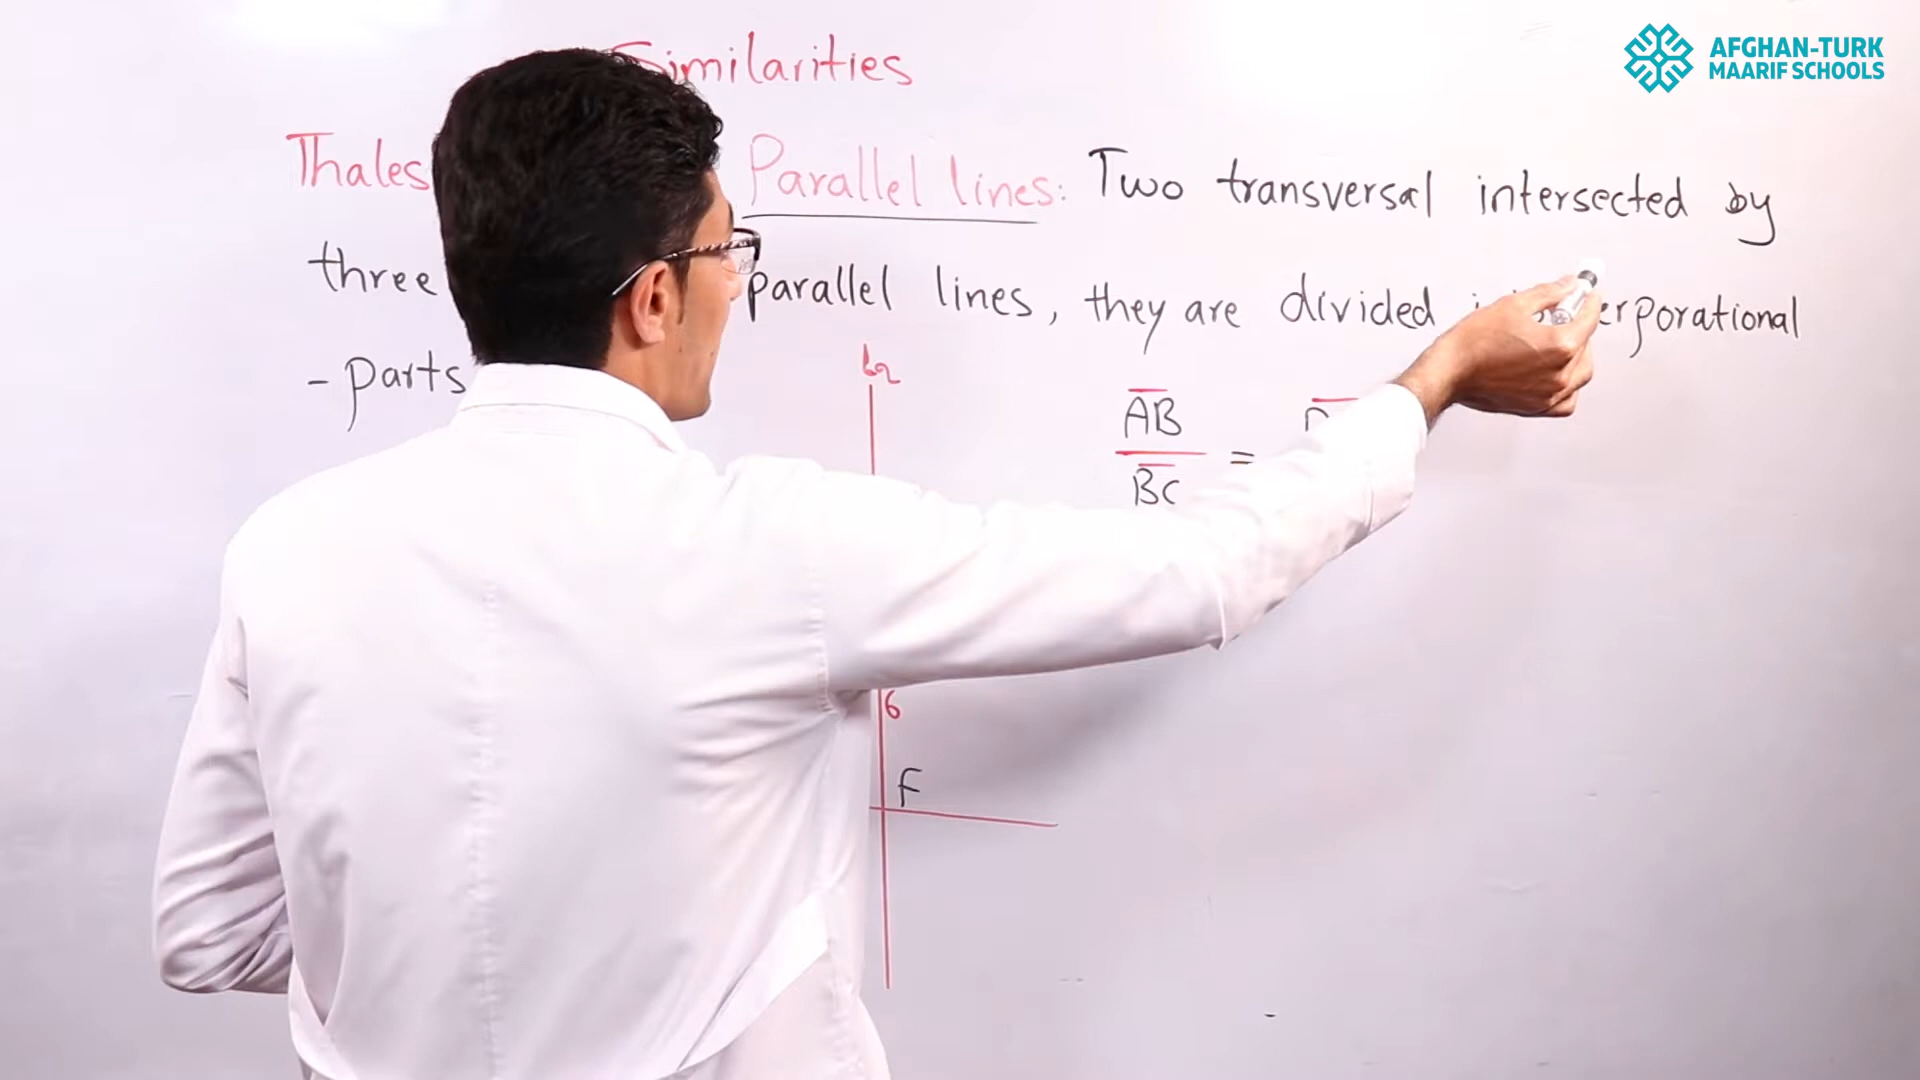 AFGHAN-TURK
MAARIF SCHOOLS
Similarities
Thales Parallel lines: Two transversal intersected by
three parallel lines, they are divided erporational
- parts
AB
BC
=
6
F